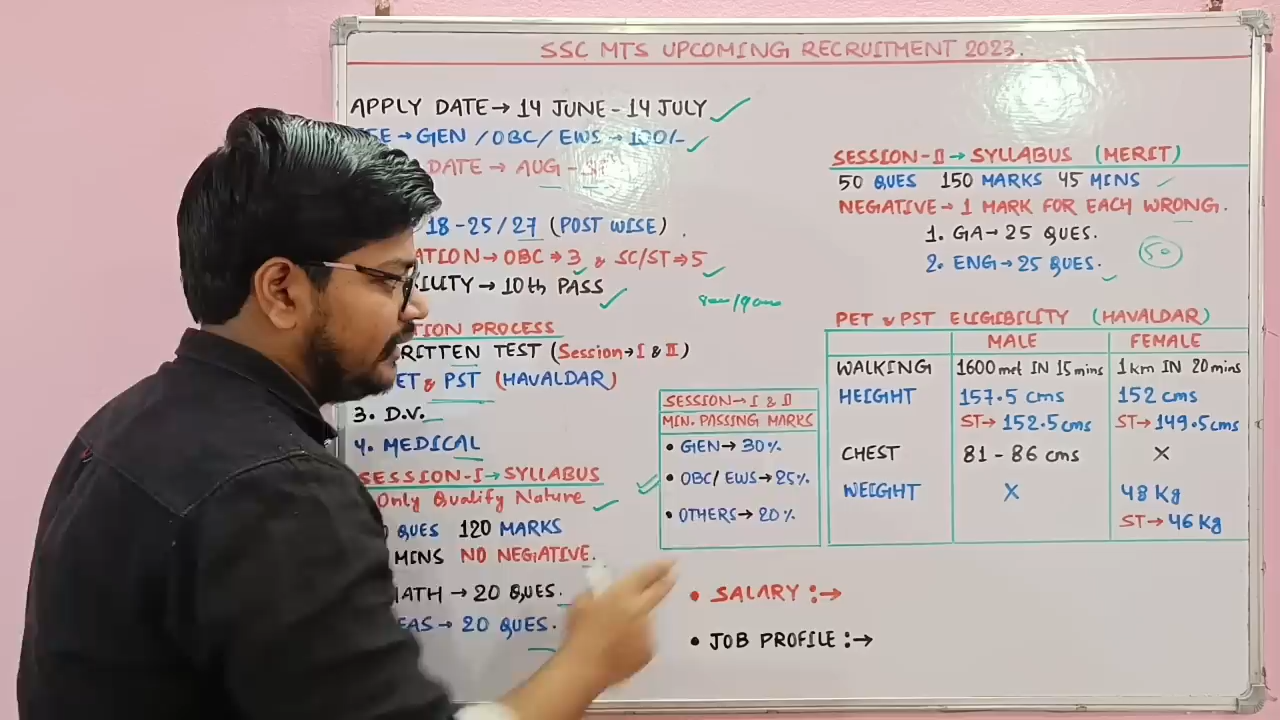 SSC MTS UPCOMING RECRUITMENT 2023.
APPLY DATE → 14 JUNE - 14 JULY
→ GEN / OBC / EWS → 100/-
DATE → AUG -
18-25/27 (POST WISE)
ATION → OBC → 3 & SC/ST → 5
→ 10th PASS
TION PROCESS
RITTEN TEST (Session → I & II)
ET & PST (HAVALDAR)
3. D.V.
4. MEDICAL
SESSION-I → SYLLABUS
Only Qualify Nature
QUES 120 MARKS
MINS NO NEGATIVE.
MATH → 20 QUES.
EAS → 20 QUES.
SESSION → I & II
MIN. PASSING MARKS
• GEN → 30%
• OBC/EWS → 25%
• OTHERS → 20%
SESSION-II → SYLLABUS (MERIT)
50 QUES 150 MARKS 45 MINS
NEGATIVE → 1 MARK FOR EACH WRONG.
1. GA → 25 QUES.
2. ENG → 25 QUES.
50
PET & PST ELIGIBILITY (HAVALDAR)
MALE FEMALE
WALKING 1600 met IN 15 mins 1 km IN 20 mins
HEIGHT 157.5 cms 152 cms
ST → 152.5 cms ST → 149.5 cms
CHEST 81 - 86 cms X
WEIGHT X 48 Kg
ST → 46 Kg
• SALARY :→
• JOB PROFILE :→